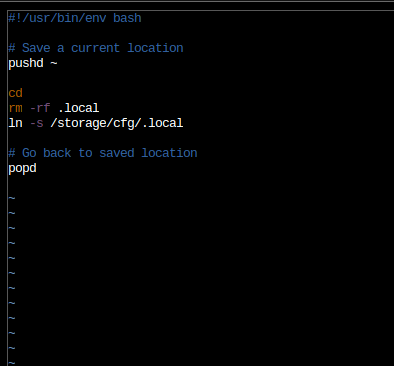 #!/usr/bin/env bash
# Save a current location
pushd ~
cd
rm -rf .local
ln -s /storage/cfg/.local
# Go back to saved location
popd
~
~
~
~
~
~
~
~
~
~
~
~